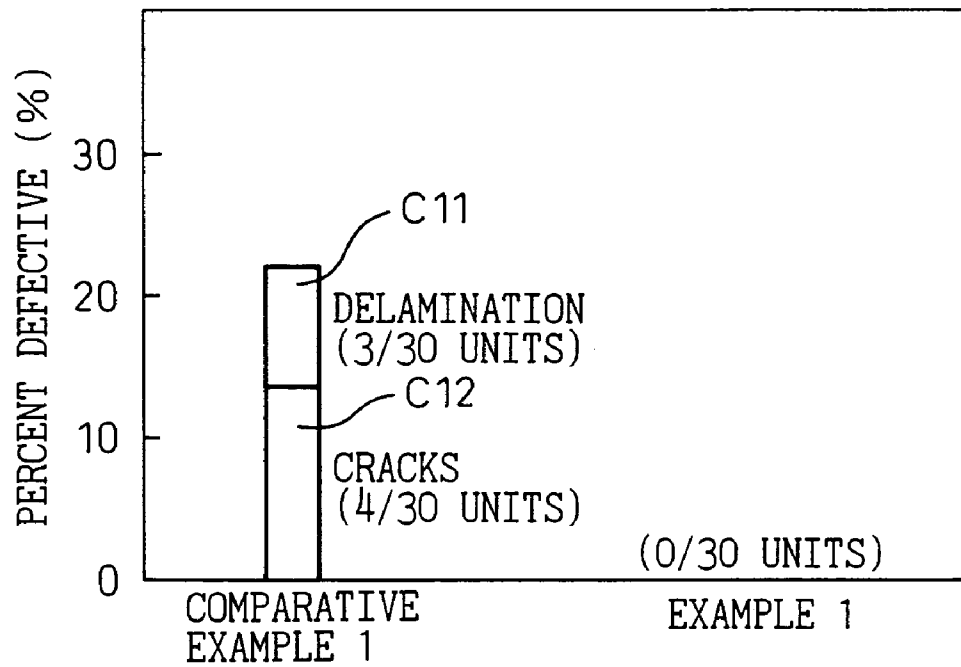 PERCENT DEFECTIVE (%)
30
20
10
0
C11
DELAMINATION
(3/30 UNITS)
C12
CRACKS
(4/30 UNITS)
(0/30 UNITS)
COMPARATIVE
EXAMPLE 1
EXAMPLE 1